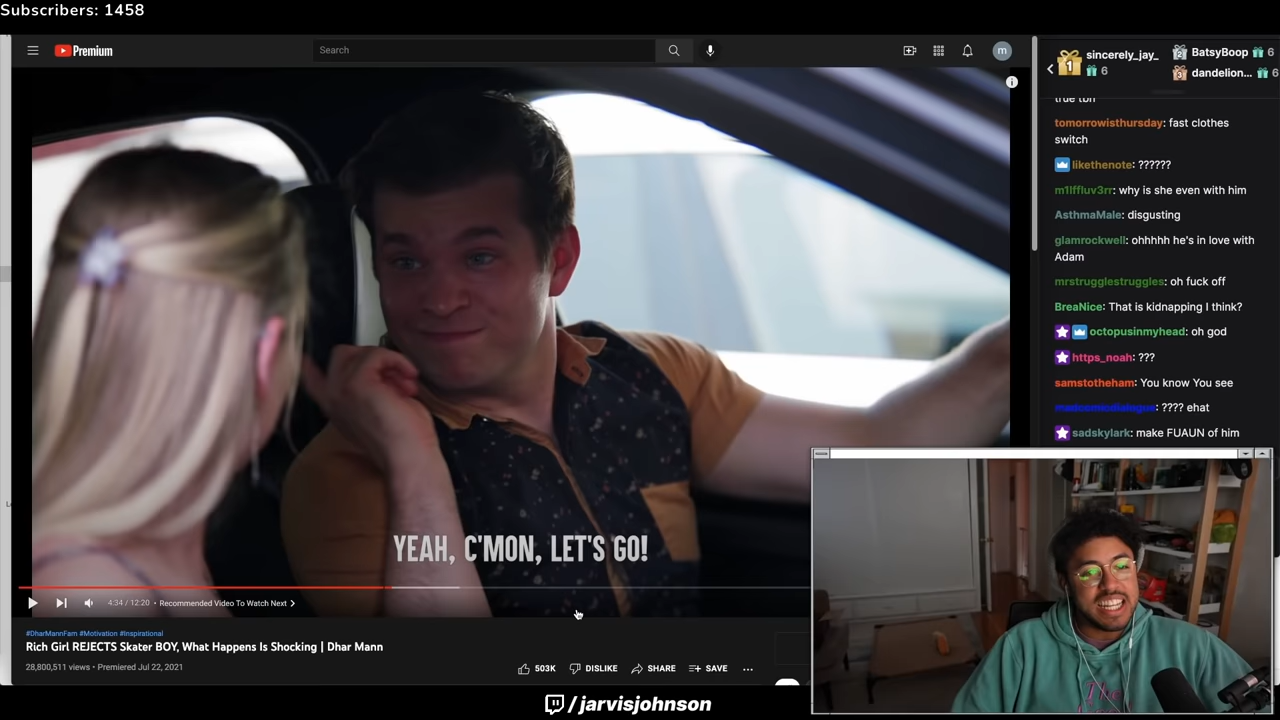 Subscribers: 1458
Premium
Search
m
1
sincerely_jay_
6
BatsyBoop 6
dandelion... 6
true tbh
tomorrowisthursday: fast clothes
switch
likethenote: ??????
m1lffluv3rr: why is she even with him
AsthmaMale: disgusting
glamrockwell: ohhhhh he's in love with
Adam
mrstrugglestruggles: oh fuck off
BreaNice: That is kidnapping I think?
octopusinmyhead: oh god
https_noah: ???
samstotheham: You know You see
: ???? ehat
sadskylark: make FUAUN of him
YEAH, C'MON, LET'S GO!
4:34 / 12:20 • Recommended Video To Watch Next
#DharMannFam #Motivation #Inspirational
Rich Girl REJECTS Skater BOY, What Happens Is Shocking | Dhar Mann
28,800,511 views • Premiered Jul 22, 2021
503K
DISLIKE
SHARE
SAVE
/jarvisjohnson